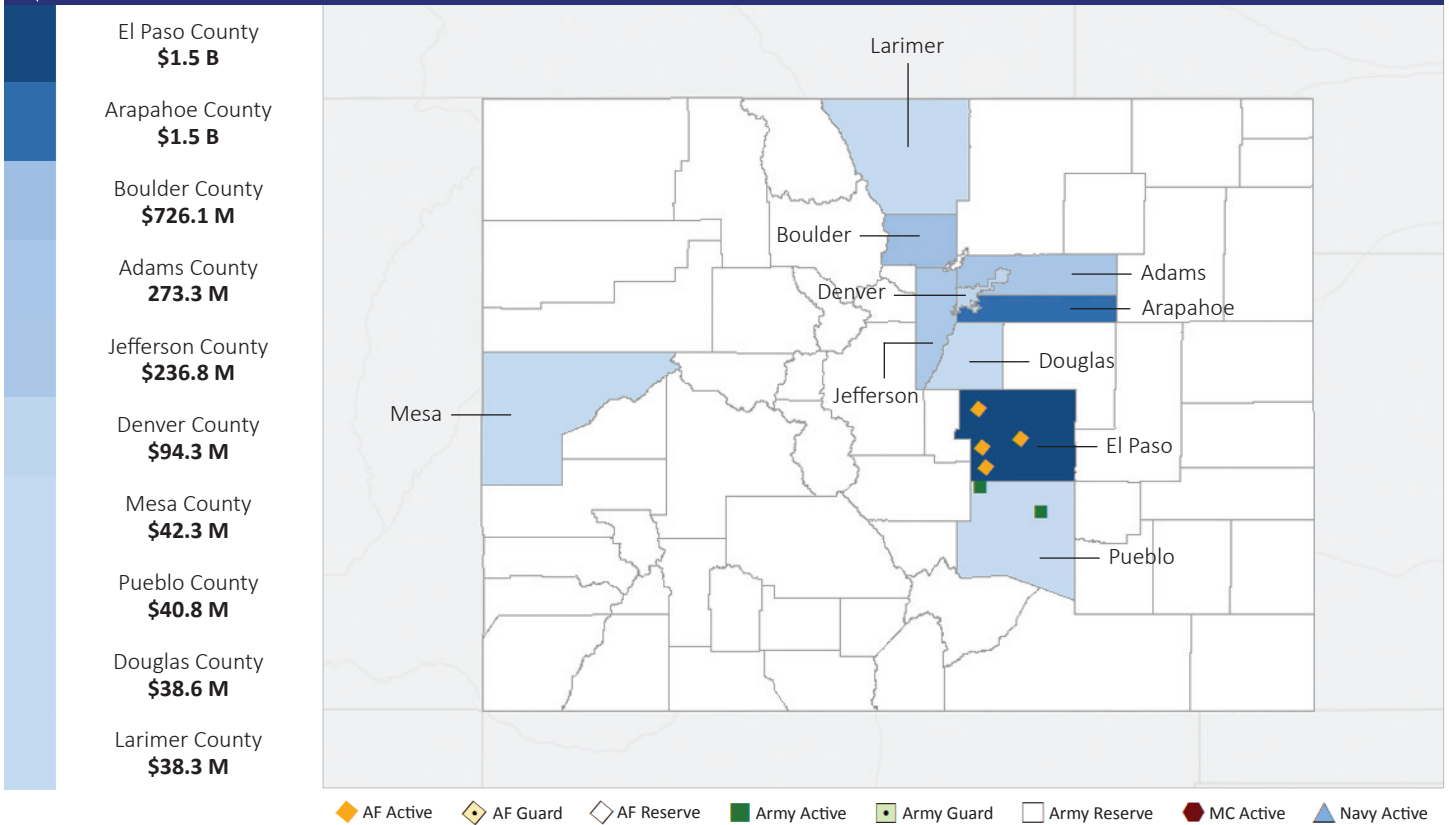 El Paso County
$1.5 B
Arapahoe County
$1.5 B
Boulder County
$726.1 M
Adams County
273.3 M
Jefferson County
$236.8 M
Denver County
$94.3 M
Mesa County
$42.3 M
Pueblo County
$40.8 M
Douglas County
$38.6 M
Larimer County
$38.3 M
Larimer
Boulder
Adams
Denver
Arapahoe
Douglas
Jefferson
Mesa
El Paso
Pueblo
AF Active AF Guard AF Reserve Army Active Army Guard Army Reserve MC Active Navy Active